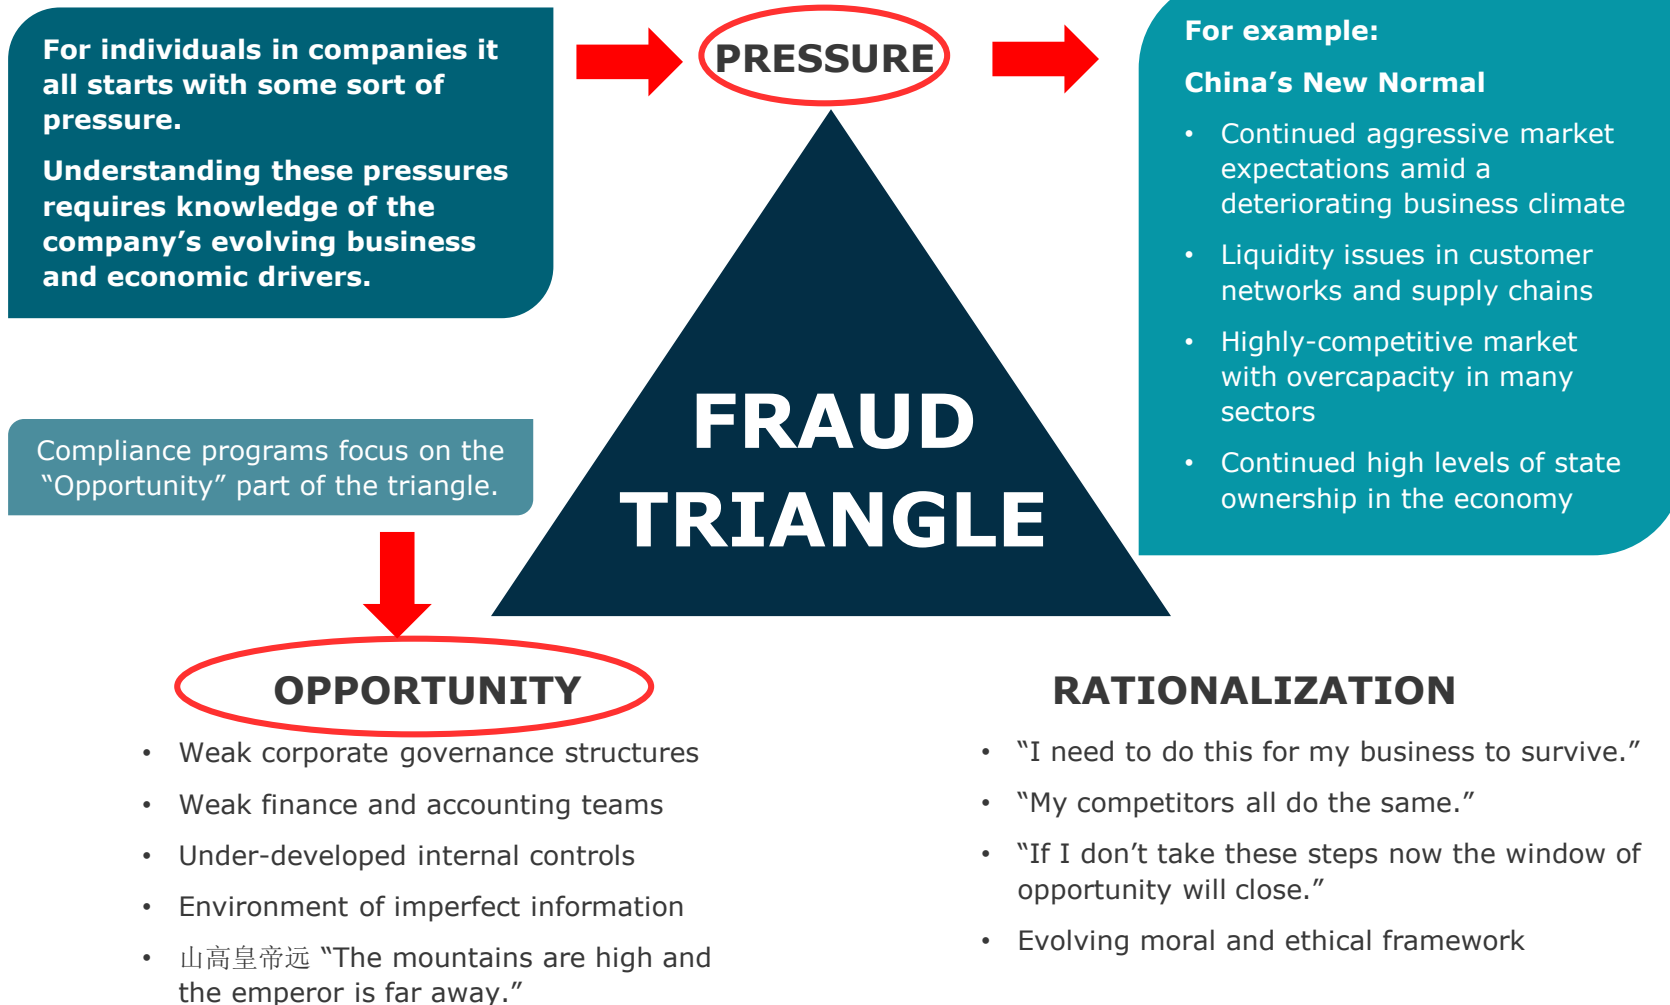 For individuals in companies it
all starts with some sort of
pressure.
Understanding these pressures
requires knowledge of the
company’s evolving business
and economic drivers.
PRESSURE
For example:
China’s New Normal
• Continued aggressive market
expectations amid a
deteriorating business climate
• Liquidity issues in customer
networks and supply chains
• Highly-competitive market
with overcapacity in many
sectors
• Continued high levels of state
ownership in the economy
Compliance programs focus on the
“Opportunity” part of the triangle.
FRAUD
TRIANGLE
OPPORTUNITY
• Weak corporate governance structures
• Weak finance and accounting teams
• Under-developed internal controls
• Environment of imperfect information
• 山高皇帝远 “The mountains are high and
the emperor is far away.”
RATIONALIZATION
• “I need to do this for my business to survive.”
• “My competitors all do the same.”
• “If I don’t take these steps now the window of
opportunity will close.”
• Evolving moral and ethical framework